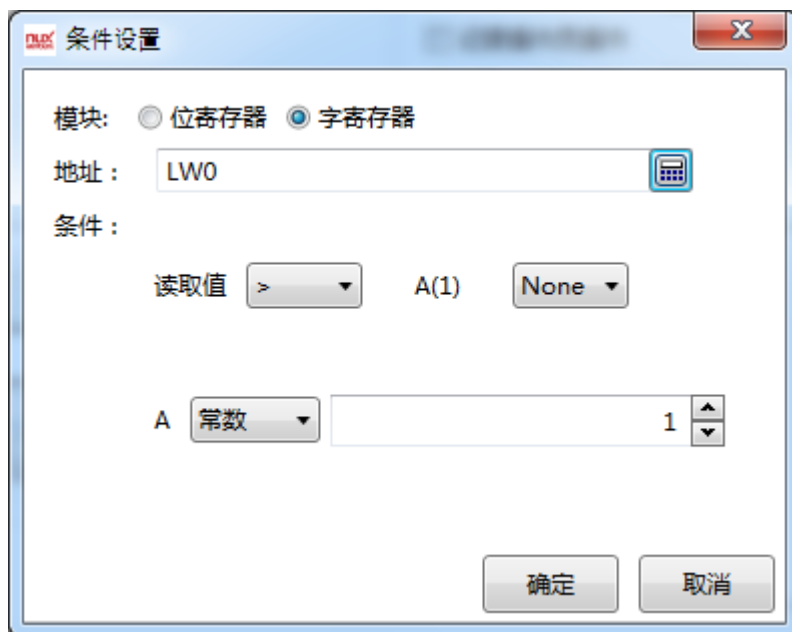 nux 条件设置
模块: 位寄存器 字寄存器
地址： LW0
条件：
读取值 > A(1) None
A 常数 1
确定 取消